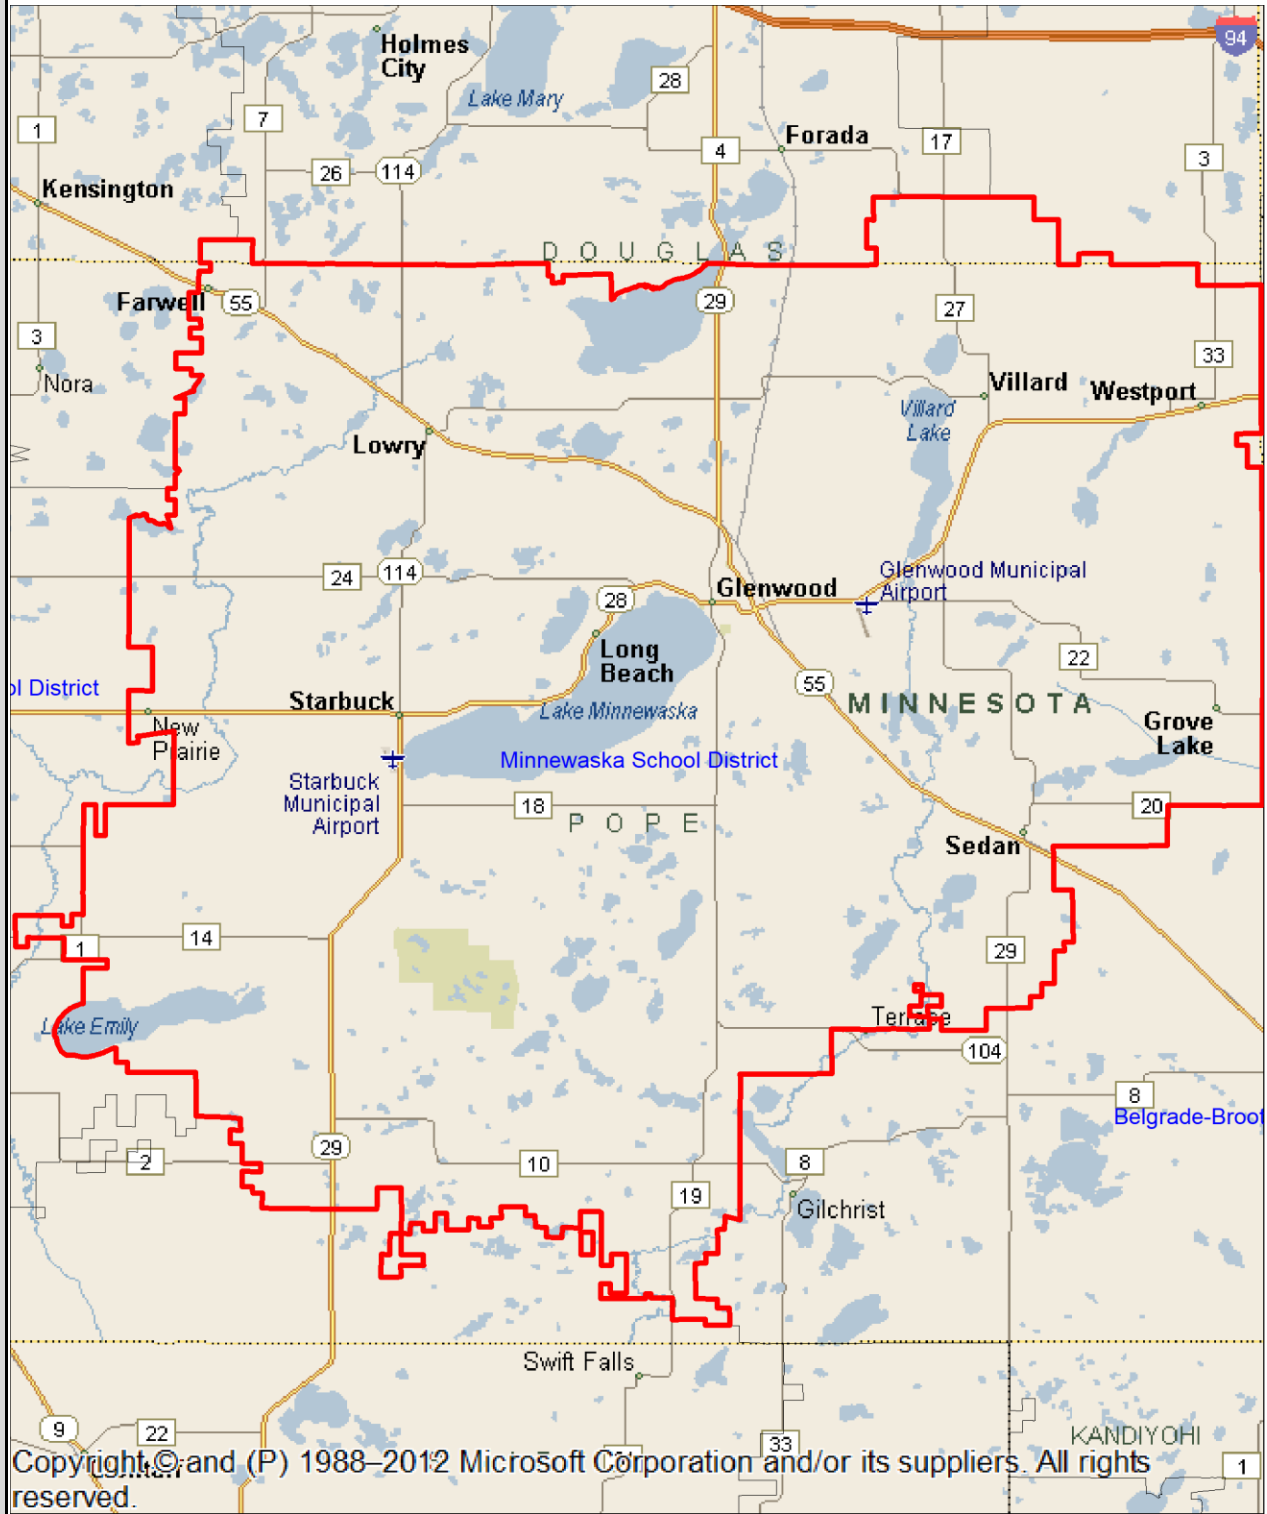 94
Holmes
City
28
Lake Mary
7
1
Forada
17
4
3
26
114
Kensington
D O U G L A S
Farwell
55
29
27
3
33
Nora
Villard
Westport
Villard
Lake
Lowry
24
114
Glenwood Municipal
Airport
28
Glenwood
Long
Beach
22
ol District
55
Starbuck
Lake Minnewaska
MINNESOTA
New
Prairie
Grove
Lake
Minnewaska School District
Starbuck
Municipal
Airport
18
20
P O P E
Sedan
14
1
29
Lake Emily
Terrace
104
8
Belgrade-Broot
29
2
10
8
19
Gilchrist
Swift Falls
9
22
33
KANDIYOHI
1
Copyright © and (P) 1988–2012 Microsoft Corporation and/or its suppliers. All rights
reserved.